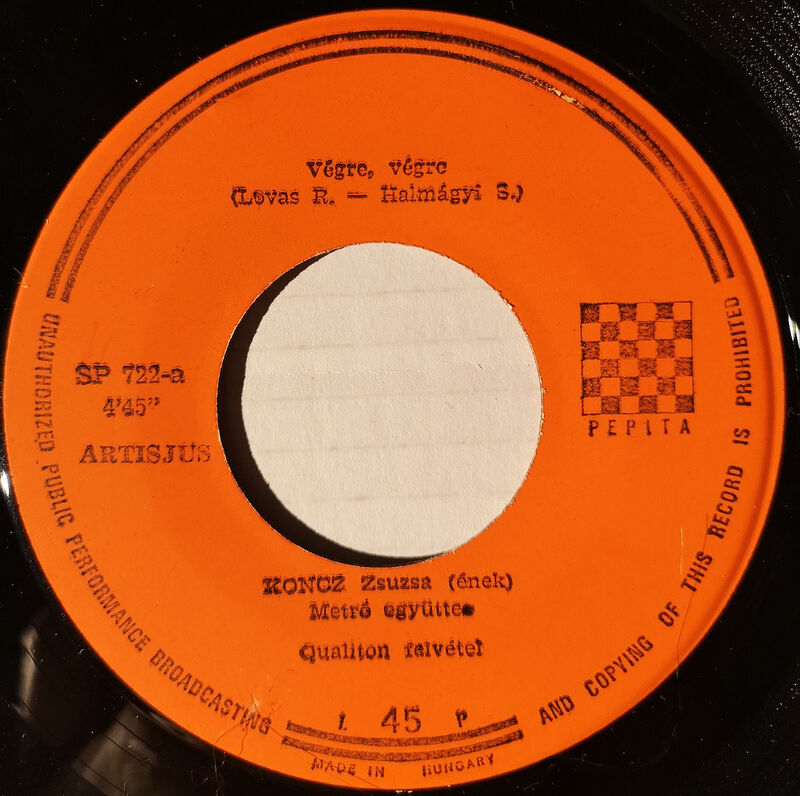 Végre, végre
(Lovas R. — Halmágyi S.)
SP 722-a
4'45"
ARTISJUS
PEPITA
KONCZ Zsuzsa (ének)
Metró együttes
Qualiton felvétel
45 P
MADE IN HUNGARY
UNAUTHORIZED PUBLIC PERFORMANCE BROADCASTING AND COPYING OF THIS RECORD IS PROHIBITED